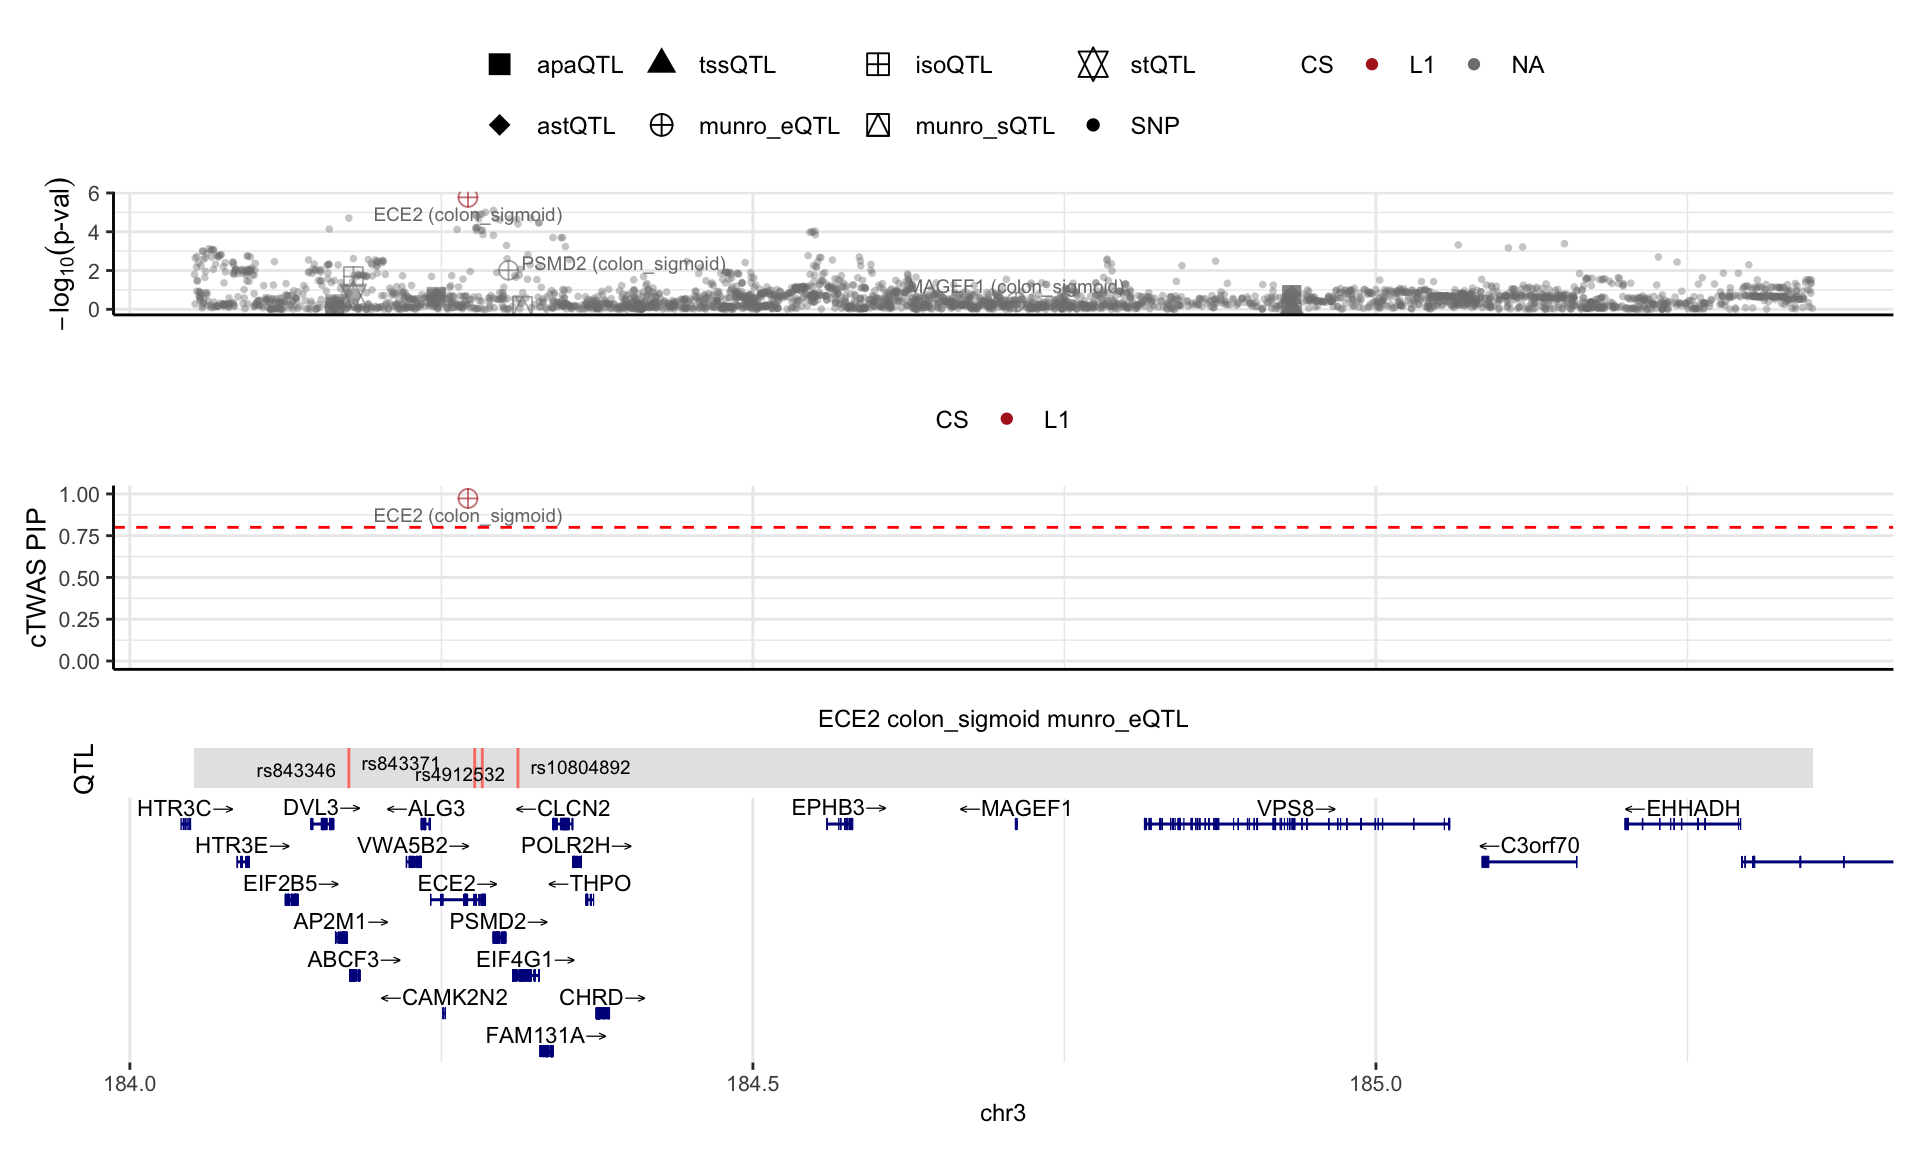 apaQTL tssQTL isoQTL stQTL CS L1 NA
astQTL munro_eQTL munro_sQTL SNP
−log10(p-val)
6
4
2
0
ECE2 (colon_sigmoid)
PSMD2 (colon_sigmoid)
MAGEF1 (colon_sigmoid)
CS L1
cTWAS PIP
1.00
0.75
0.50
0.25
0.00
ECE2 (colon_sigmoid)
ECE2 colon_sigmoid munro_eQTL
QTL
rs843346 rs843371 rs4912532 rs10804892
HTR3C→ DVL3→ ←ALG3 ←CLCN2 EPHB3→ ←MAGEF1 VPS8→ ←EHHADH
HTR3E→ VWA5B2→ POLR2H→ ←C3orf70
EIF2B5→ ECE2→ ←THPO
AP2M1→ PSMD2→
ABCF3→ EIF4G1→
←CAMK2N2 CHRD→
FAM131A→
184.0 184.5 185.0
chr3